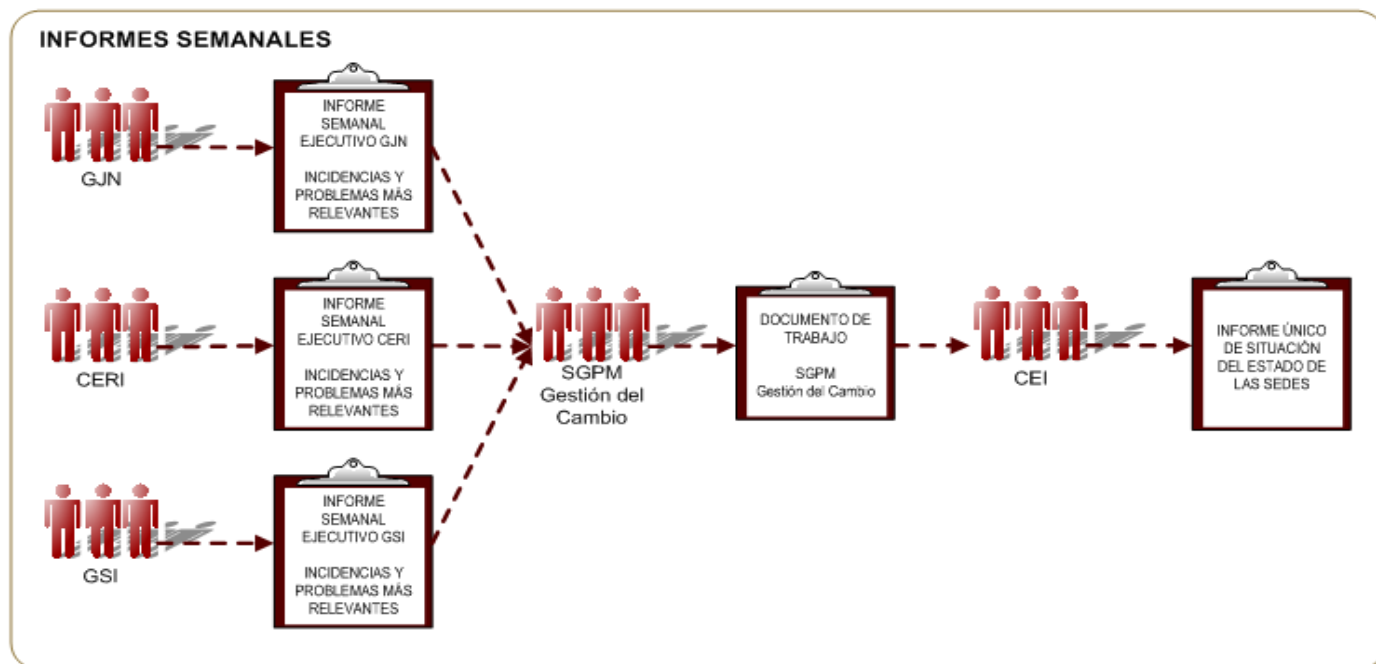 INFORMES SEMANALES
GJN
INFORME
SEMANAL
EJECUTIVO GJN
INCIDENCIAS Y
PROBLEMAS MÁS
RELEVANTES
CERI
INFORME
SEMANAL
EJECUTIVO CERI
INCIDENCIAS Y
PROBLEMAS MÁS
RELEVANTES
GSI
INFORME
SEMANAL
EJECUTIVO GSI
INCIDENCIAS Y
PROBLEMAS MÁS
RELEVANTES
SGPM
Gestión del
Cambio
DOCUMENTO DE
TRABAJO
SGPM
Gestión del Cambio
CEI
INFORME ÚNICO
DE SITUACIÓN
DEL ESTADO DE
LAS SEDES